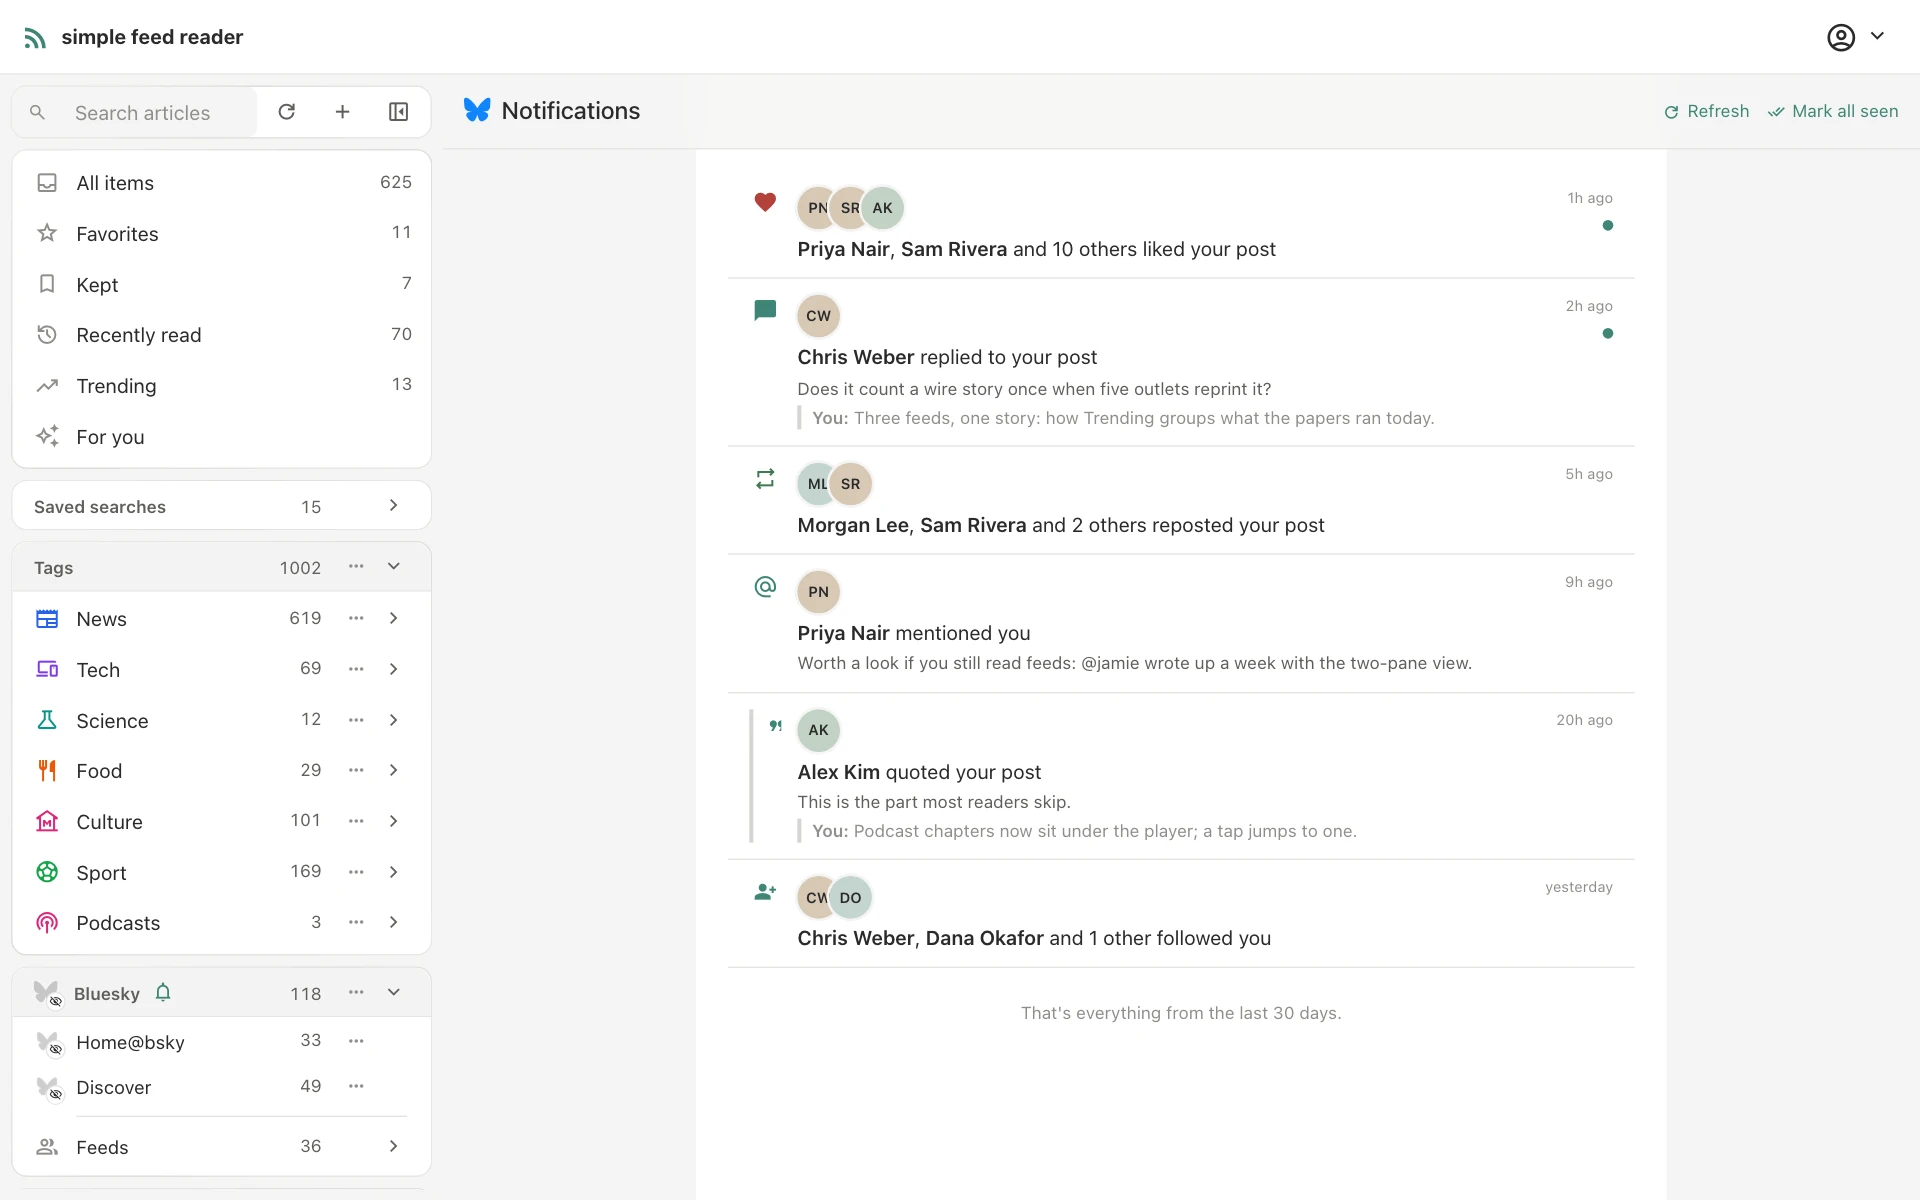 simple feed reader
Search articles
Notifications
Refresh
Mark all seen
All items 625
Favorites 11
Kept 7
Recently read 70
Trending 13
For you
Saved searches 15
Tags 1002
News 619
Tech 69
Science 12
Food 29
Culture 101
Sport 169
Podcasts 3
Bluesky 118
Home@bsky 33
Discover 49
Feeds 36
PN SR AK 1h ago
Priya Nair, Sam Rivera and 10 others liked your post
CW 2h ago
Chris Weber replied to your post
Does it count a wire story once when five outlets reprint it?
You: Three feeds, one story: how Trending groups what the papers ran today.
ML SR 5h ago
Morgan Lee, Sam Rivera and 2 others reposted your post
PN 9h ago
Priya Nair mentioned you
Worth a look if you still read feeds: @jamie wrote up a week with the two-pane view.
AK 20h ago
Alex Kim quoted your post
This is the part most readers skip.
You: Podcast chapters now sit under the player; a tap jumps to one.
CW DO yesterday
Chris Weber, Dana Okafor and 1 other followed you
That's everything from the last 30 days.